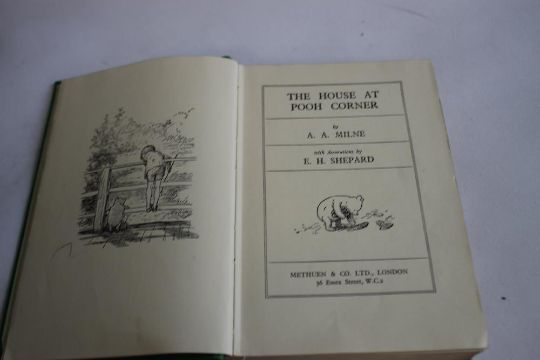 THE HOUSE AT
POOH CORNER
by
A. A. MILNE
with decorations by
E. H. SHEPARD
METHUEN & CO. LTD., LONDON
36 Essex Street, W.C.2